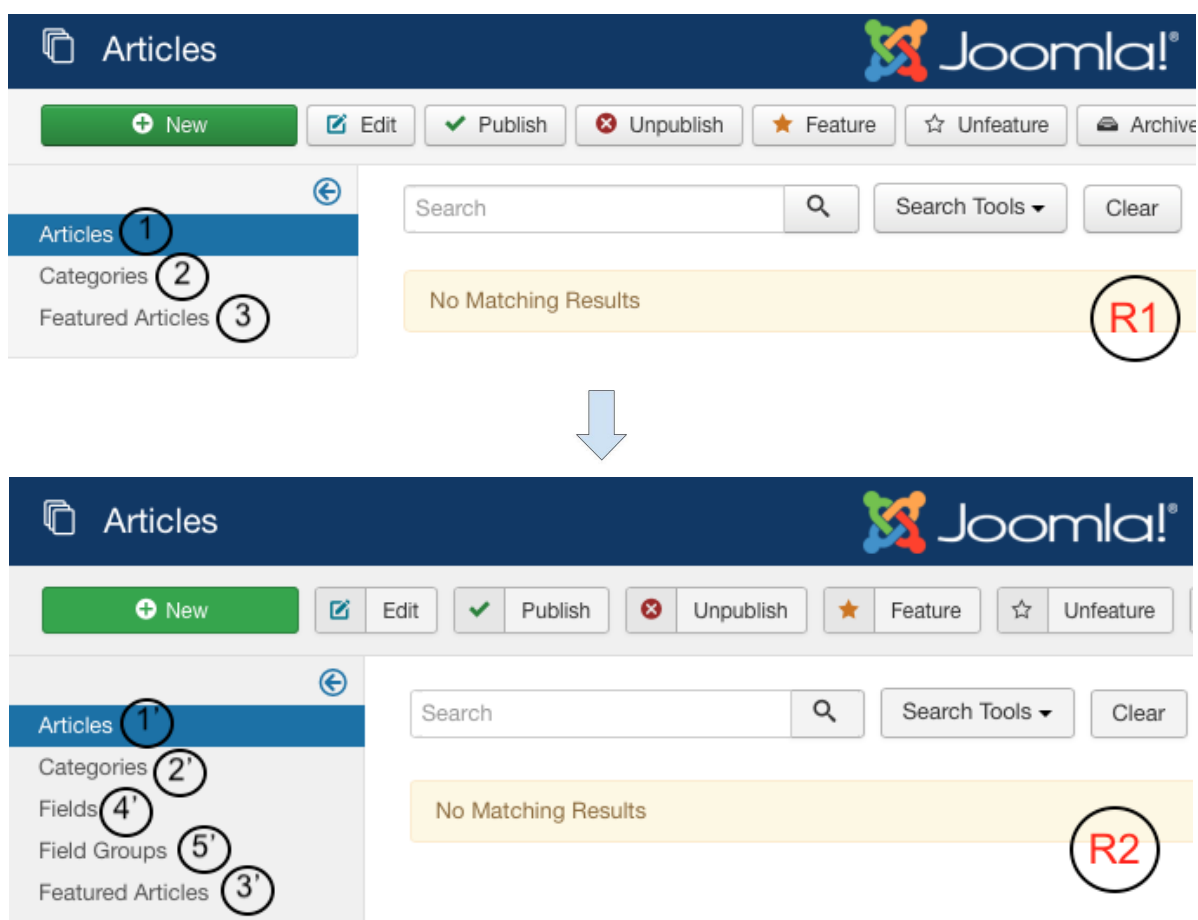 Articles Joomla!®
New Edit Publish Unpublish Feature Unfeature Archive
Search Search Tools Clear
Articles 1
Categories 2
Featured Articles 3
No Matching Results R1
Articles Joomla!®
New Edit Publish Unpublish Feature Unfeature
Search Search Tools Clear
Articles 1'
Categories 2'
Fields 4'
Field Groups 5'
Featured Articles 3'
No Matching Results R2